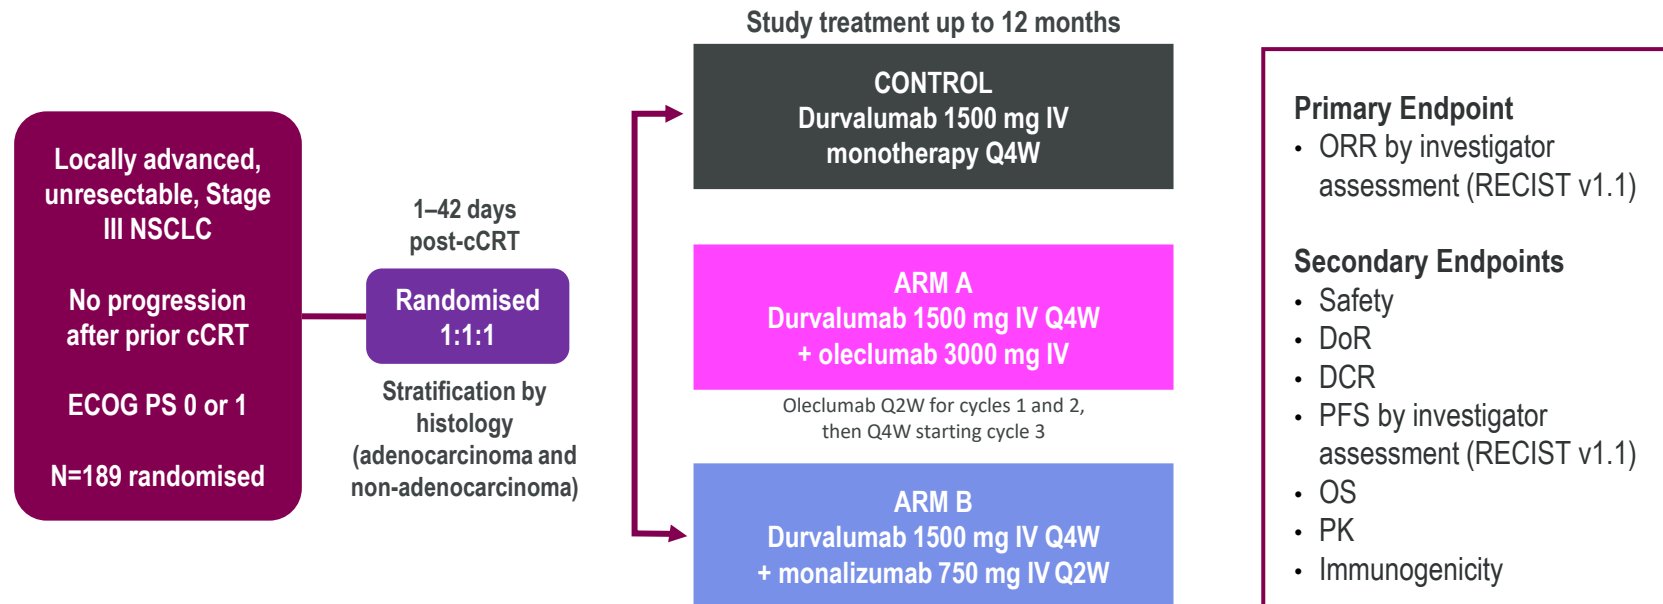 Study treatment up to 12 months
Locally advanced,
unresectable, Stage
III NSCLC
No progression
after prior cCRT
ECOG PS 0 or 1
N=189 randomised
1–42 days
post-cCRT
Randomised
1:1:1
Stratification by
histology
(adenocarcinoma and
non-adenocarcinoma)
CONTROL
Durvalumab 1500 mg IV
monotherapy Q4W
ARM A
Durvalumab 1500 mg IV Q4W
+ oleclumab 3000 mg IV
Oleclumab Q2W for cycles 1 and 2,
then Q4W starting cycle 3
ARM B
Durvalumab 1500 mg IV Q4W
+ monalizumab 750 mg IV Q2W
Primary Endpoint
• ORR by investigator
assessment (RECIST v1.1)
Secondary Endpoints
• Safety
• DoR
• DCR
• PFS by investigator
assessment (RECIST v1.1)
• OS
• PK
• Immunogenicity